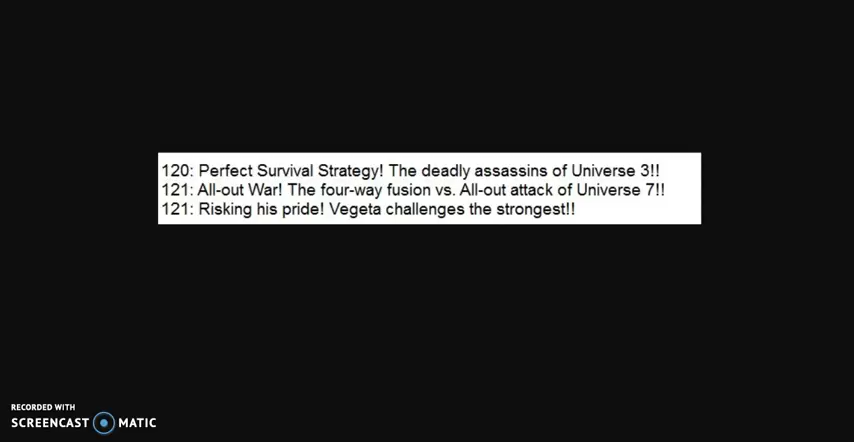 120: Perfect Survival Strategy! The deadly assassins of Universe 3!!
121: All-out War! The four-way fusion vs. All-out attack of Universe 7!!
121: Risking his pride! Vegeta challenges the strongest!!
RECORDED WITH
SCREENCAST MATIC